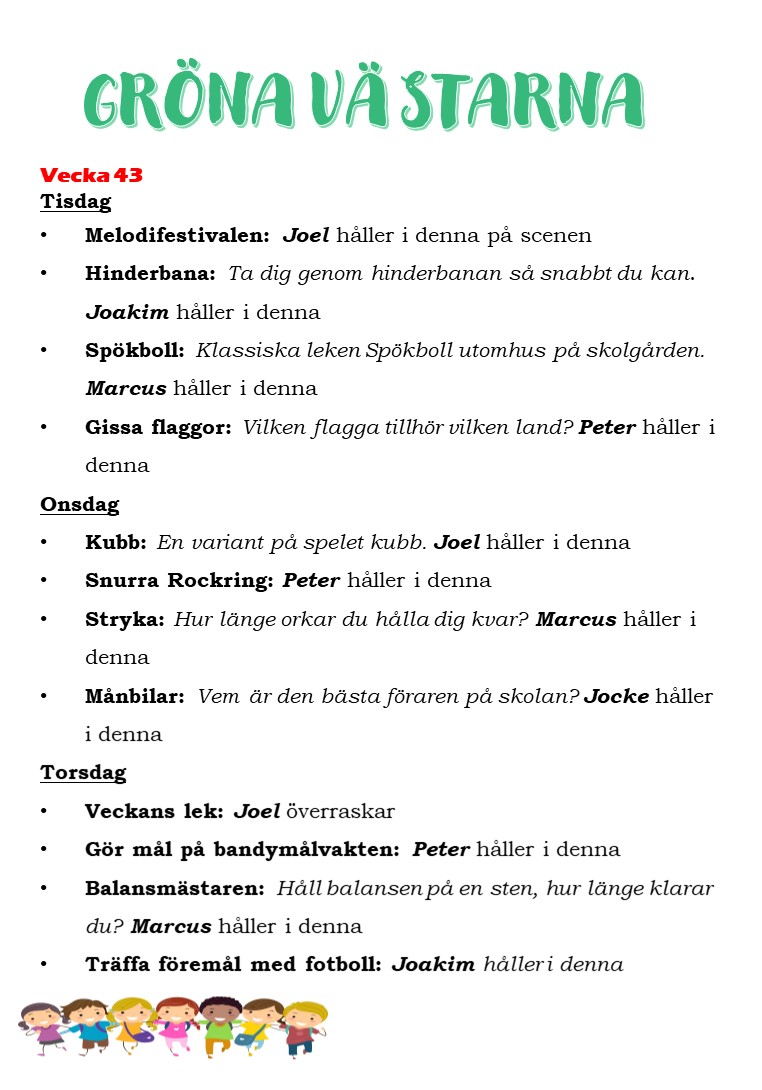 GRÖNA VÄSTARNA
Vecka 43
Tisdag
• Melodifestivalen: Joel håller i denna på scenen
• Hinderbana: Ta dig genom hinderbanan så snabbt du kan.
Joakim håller i denna
• Spökboll: Klassiska leken Spökboll utomhus på skolgården.
Marcus håller i denna
• Gissa flaggor: Vilken flagga tillhör vilken land? Peter håller i
denna
Onsdag
• Kubb: En variant på spelet kubb. Joel håller i denna
• Snurra Rockring: Peter håller i denna
• Stryka: Hur länge orkar du hålla dig kvar? Marcus håller i
denna
• Månbilar: Vem är den bästa föraren på skolan? Jocke håller
i denna
Torsdag
• Veckans lek: Joel överraskar
• Gör mål på bandymålvakten: Peter håller i denna
• Balansmästaren: Håll balansen på en sten, hur länge klarar
du? Marcus håller i denna
• Träffa föremål med fotboll: Joakim håller i denna